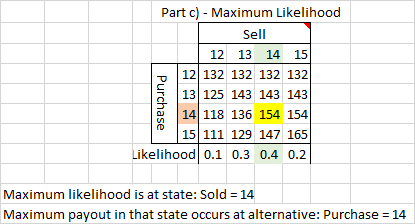 Part c) - Maximum Likelihood
Sell
12 13 14 15
Purchase
12 132 132 132 132
13 125 143 143 143
14 118 136 154 154
15 111 129 147 165
Likelihood 0.1 0.3 0.4 0.2
Maximum likelihood is at state: Sold = 14
Maximum payout in that state occurs at alternative: Purchase = 14